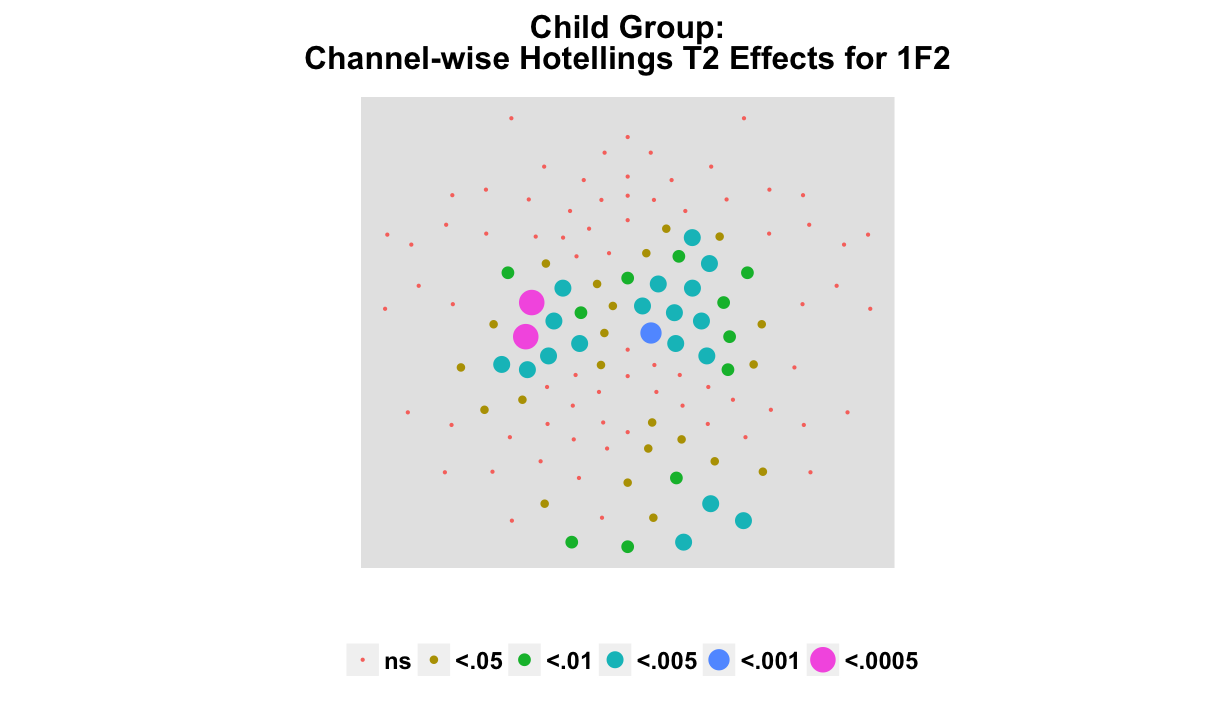 Child Group:
Channel-wise Hotellings T2 Effects for 1F2
ns <.05 <.01 <.005 <.001 <.0005